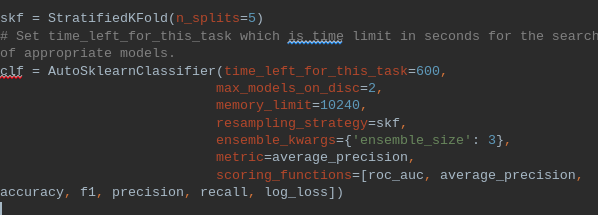 skf = StratifiedKFold(n_splits=5)
# Set time_left_for_this_task which is time limit in seconds for the search
of appropriate models.
clf = AutoSklearnClassifier(time_left_for_this_task=600,
max_models_on_disc=2,
memory_limit=10240,
resampling_strategy=skf,
ensemble_kwargs={'ensemble_size': 3},
metric=average_precision,
scoring_functions=[roc_auc, average_precision,
accuracy, f1, precision, recall, log_loss])